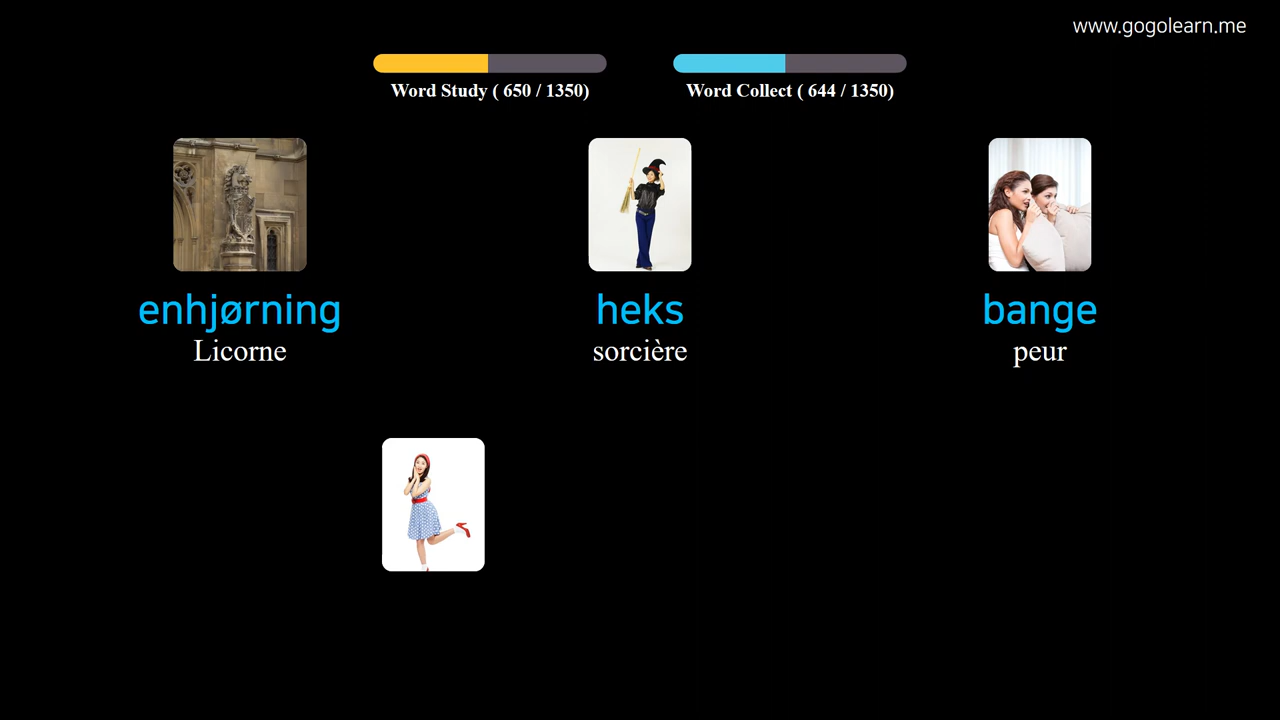 www.gogolearn.me
Word Study ( 650 / 1350)
Word Collect ( 644 / 1350)
enhjørning
Licorne
heks
sorcière
bange
peur